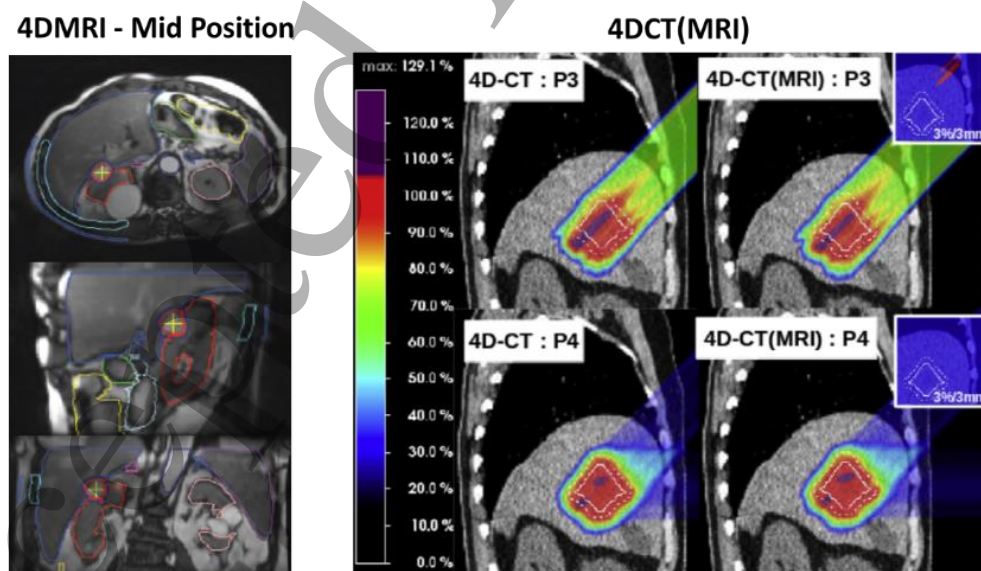 4DMRI - Mid Position
4DCT(MRI)
max: 129.1 %
120.0 %
110.0 %
100.0 %
90.0 %
80.0 %
70.0 %
60.0 %
50.0 %
40.0 %
30.0 %
20.0 %
10.0 %
0.0 %
4D-CT : P3
4D-CT(MRI) : P3
3%/3mm
4D-CT : P4
4D-CT(MRI) : P4
3%/3mm